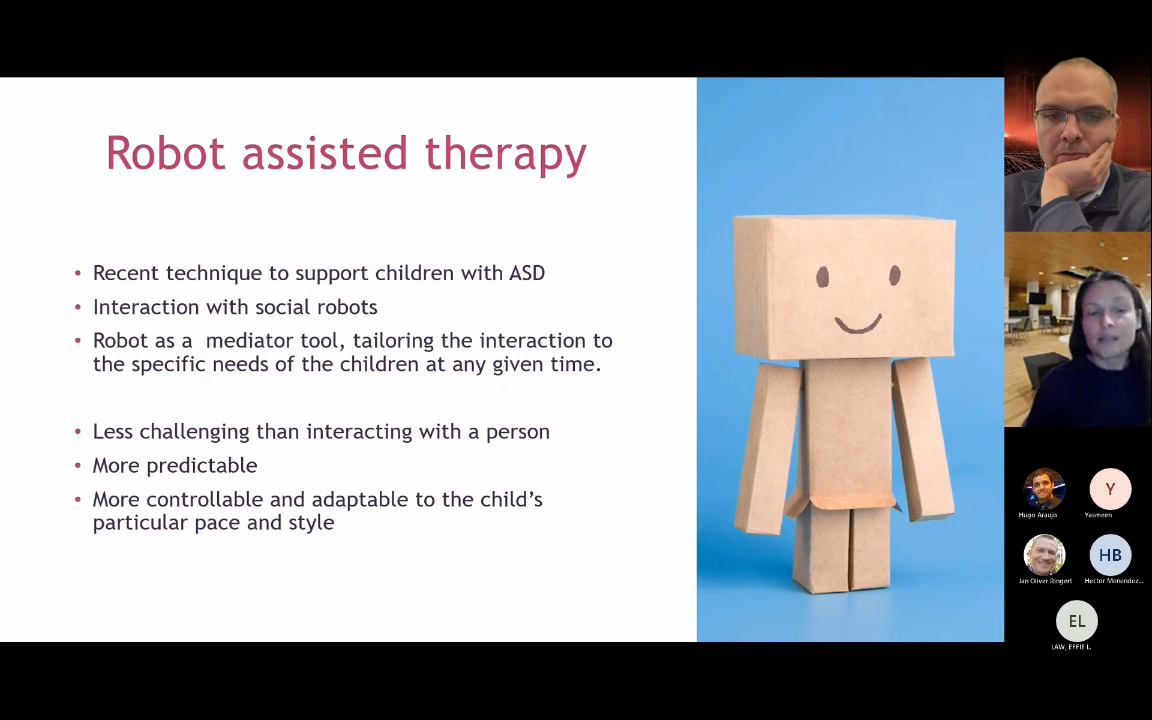 Robot assisted therapy
• Recent technique to support children with ASD
• Interaction with social robots
• Robot as a  mediator tool, tailoring the interaction to
the specific needs of the children at any given time.
• Less challenging than interacting with a person
• More predictable
• More controllable and adaptable to the child’s
particular pace and style
Y
Hugo Araujo
Yasmeen
HB
Jan Oliver Ringert
Hector Menendez...
EL
LAW, EFFIE L.